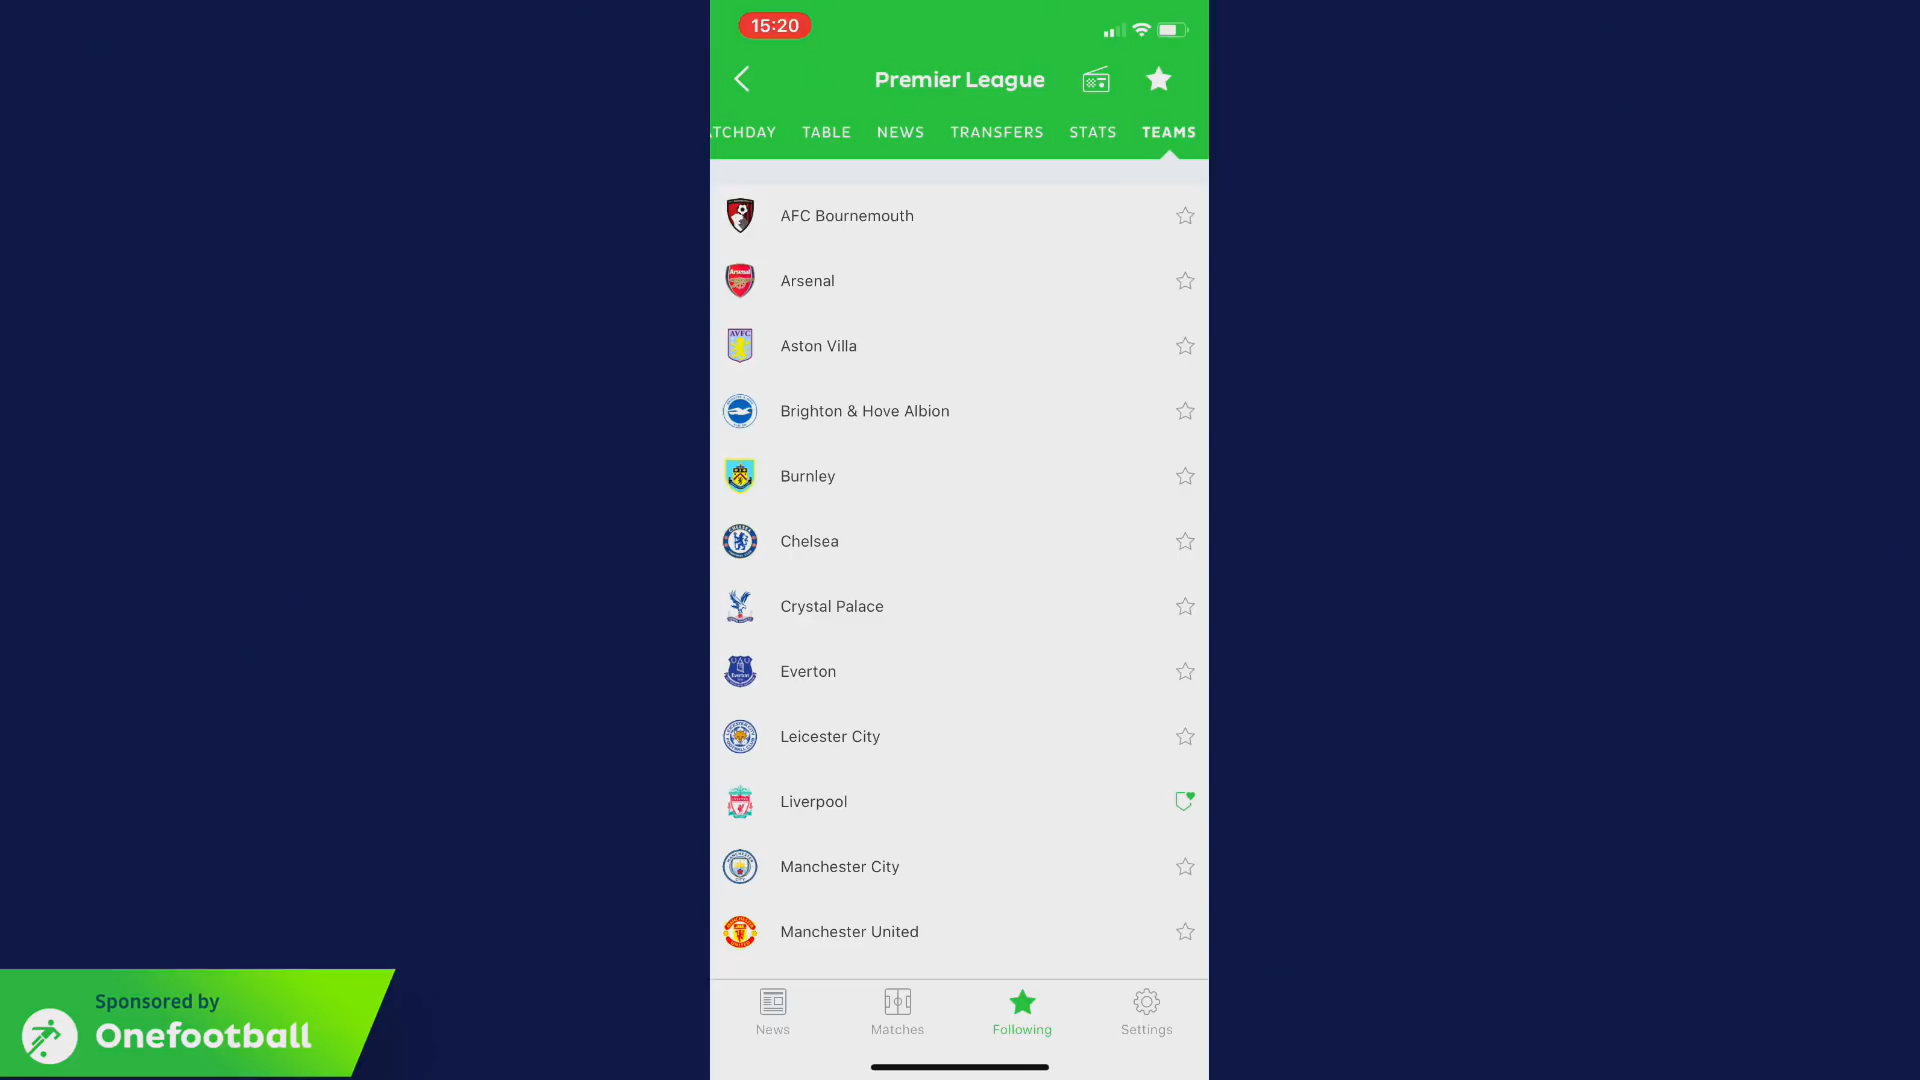 15:20
Premier League
ATCHDAY TABLE NEWS TRANSFERS STATS TEAMS
AFC Bournemouth
Arsenal
Aston Villa
Brighton & Hove Albion
Burnley
Chelsea
Crystal Palace
Everton
Leicester City
Liverpool
Manchester City
Manchester United
News Matches Following Settings
Sponsored by
Onefootball